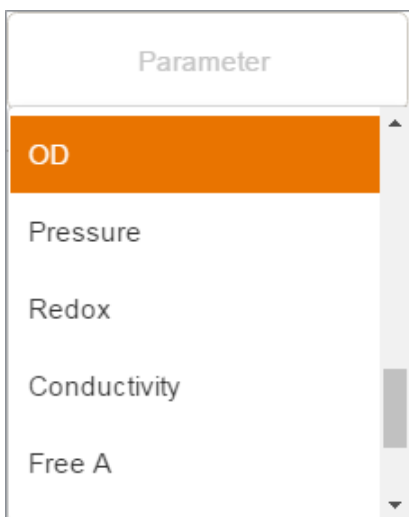 Parameter
OD
Pressure
Redox
Conductivity
Free A